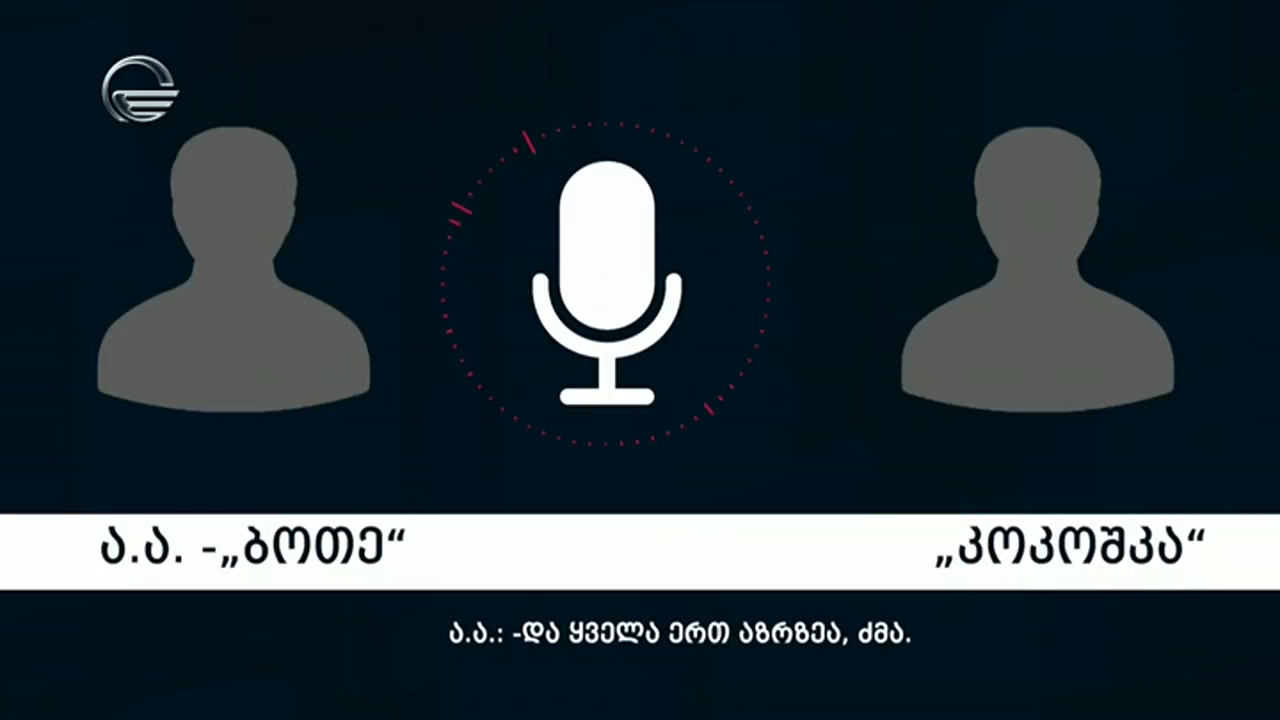 ა.ა. -„ბოთე“
„კოკოშკა“
ა.ა.: -და ყველა ერთ აზრზეა, ძმა.